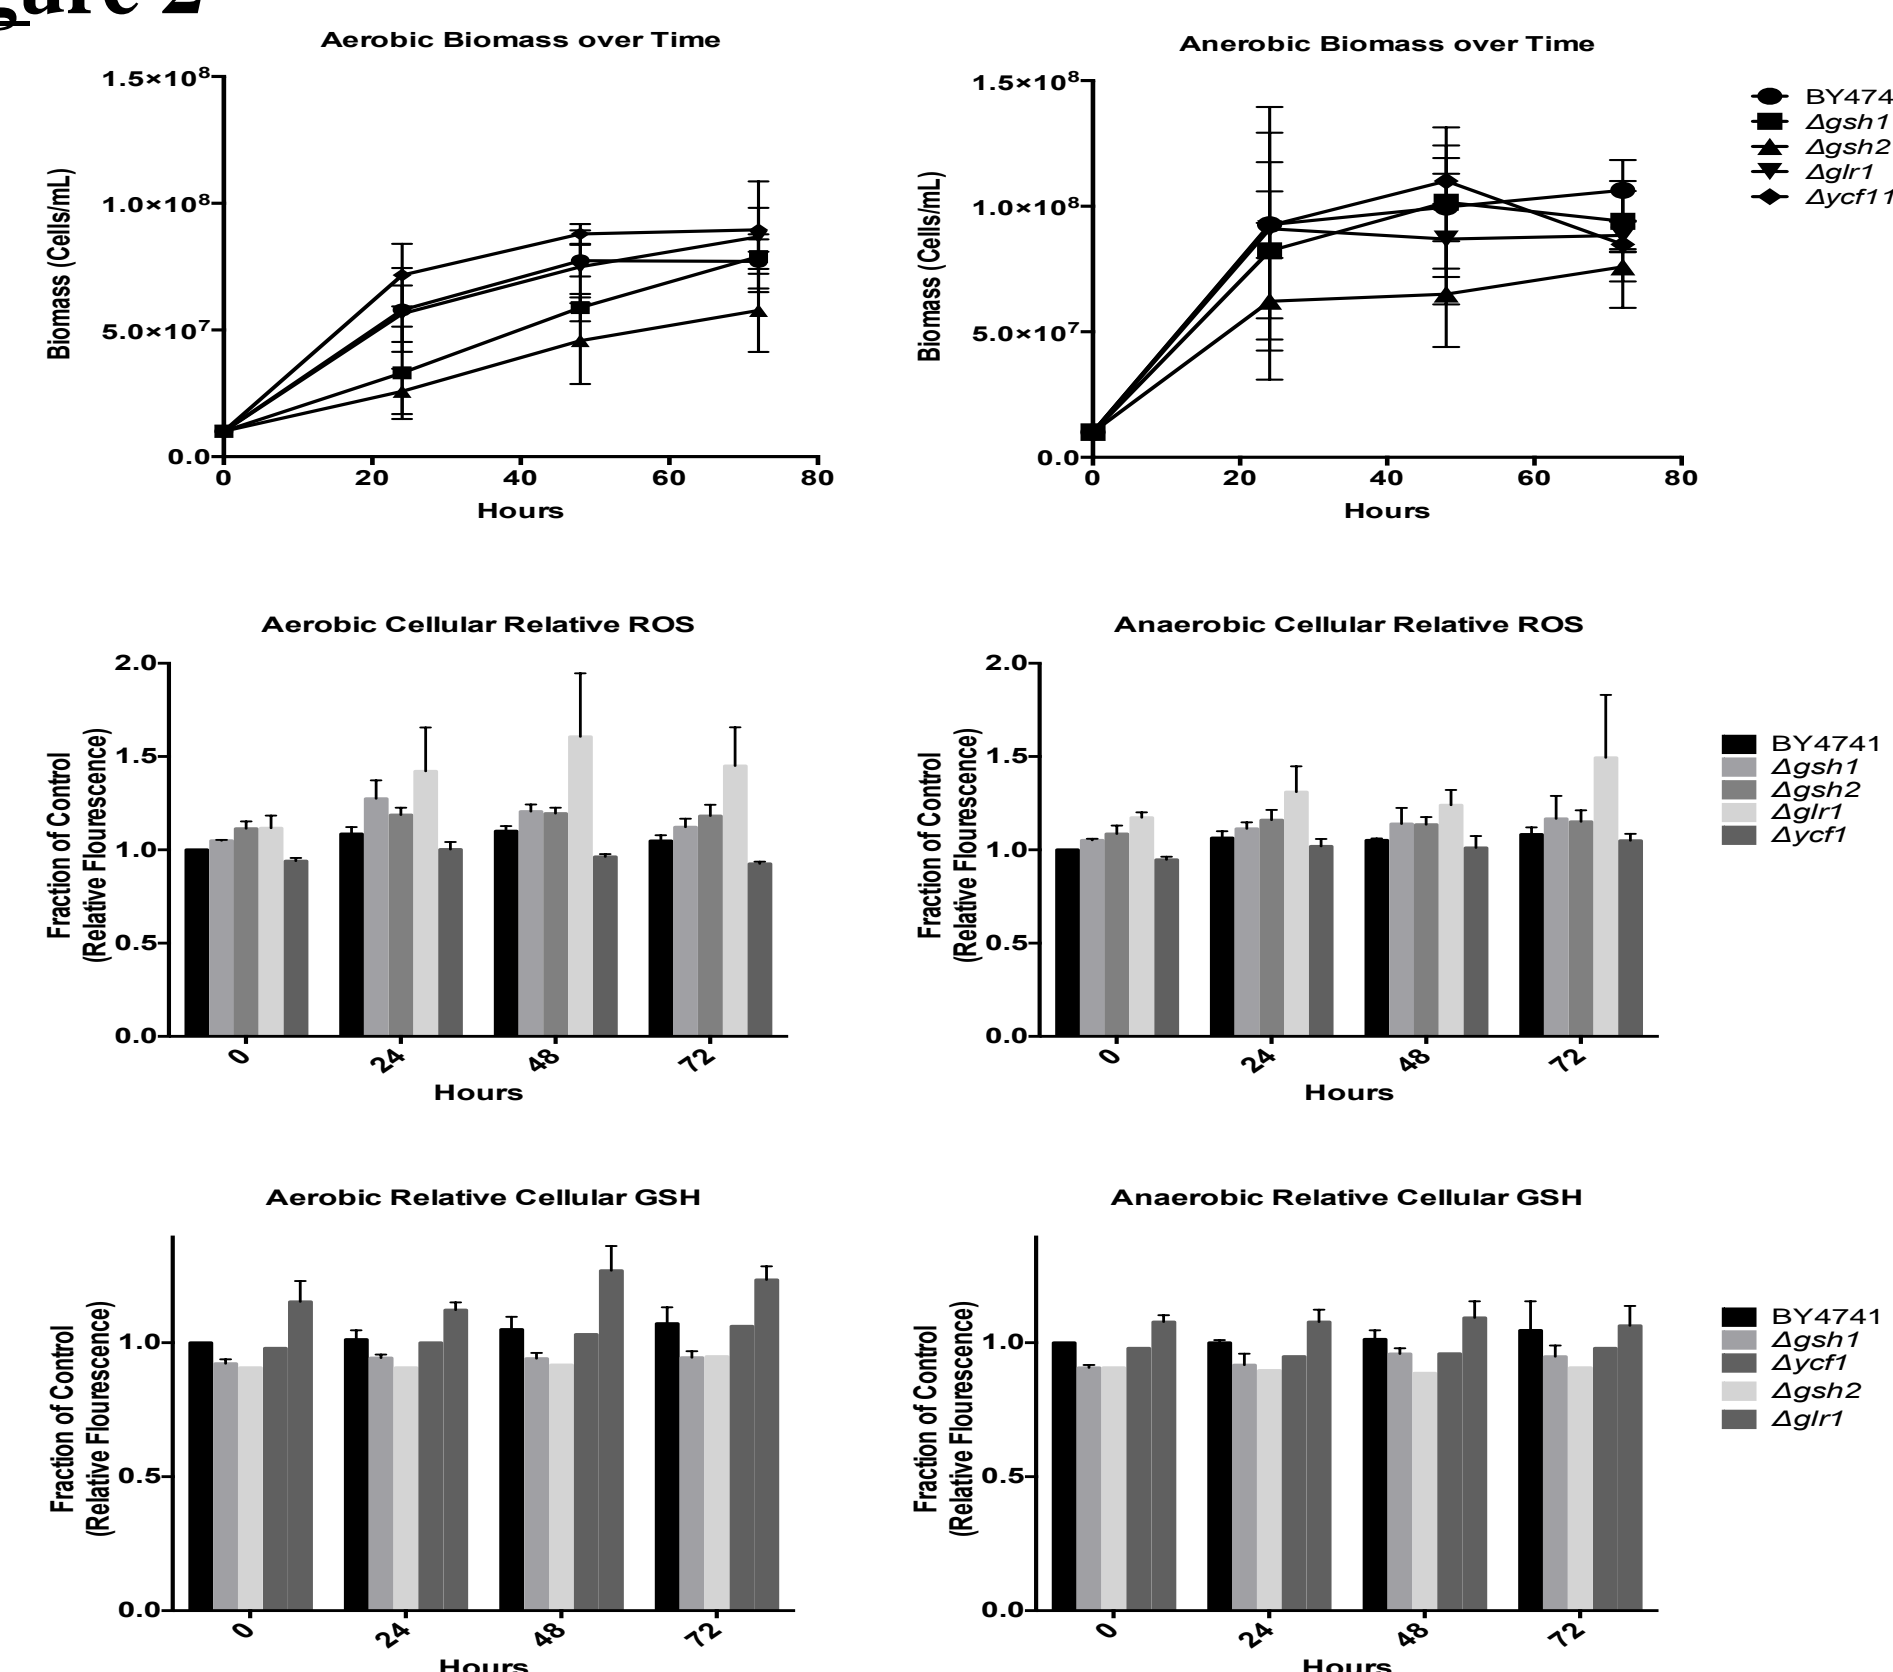 gure 2
Aerobic Biomass over Time
1.5×10⁸
1.0×10⁸
5.0×10⁷
0.0
Biomass (Cells/mL)
0 20 40 60 80
Hours
Anerobic Biomass over Time
1.5×10⁸
1.0×10⁸
5.0×10⁷
0.0
Biomass (Cells/mL)
0 20 40 60 80
Hours
BY474
Δgsh1
Δgsh2
Δglr1
Δycf11
Aerobic Cellular Relative ROS
2.0
1.5
1.0
0.5
0.0
Fraction of Control
(Relative Flourescence)
0 24 48 72
Hours
Anaerobic Cellular Relative ROS
2.0
1.5
1.0
0.5
0.0
Fraction of Control
(Relative Flourescence)
0 24 48 72
Hours
BY4741
Δgsh1
Δgsh2
Δglr1
Δycf1
Aerobic Relative Cellular GSH
1.0
0.5
0.0
Fraction of Control
(Relative Flourescence)
0 24 48 72
Hours
Anaerobic Relative Cellular GSH
1.0
0.5
0.0
Fraction of Control
(Relative Flourescence)
0 24 48 72
Hours
BY4741
Δgsh1
Δycf1
Δgsh2
Δglr1